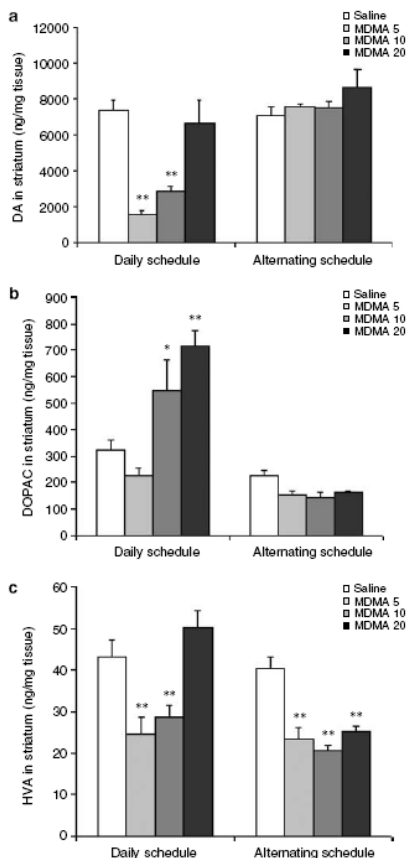 a
Saline
MDMA 5
MDMA 10
MDMA 20
DA in striatum (ng/mg tissue)
12000
10000
8000
6000
4000
2000
0
**
**
Daily schedule
Alternating schedule
b
Saline
MDMA 5
MDMA 10
MDMA 20
DOPAC in striatum (ng/mg tissue)
900
800
700
600
500
400
300
200
100
0
*
**
Daily schedule
Alternating schedule
c
Saline
MDMA 5
MDMA 10
MDMA 20
HVA in striatum (ng/mg tissue)
60
50
40
30
20
10
0
**
**
**
**
**
Daily schedule
Alternating schedule